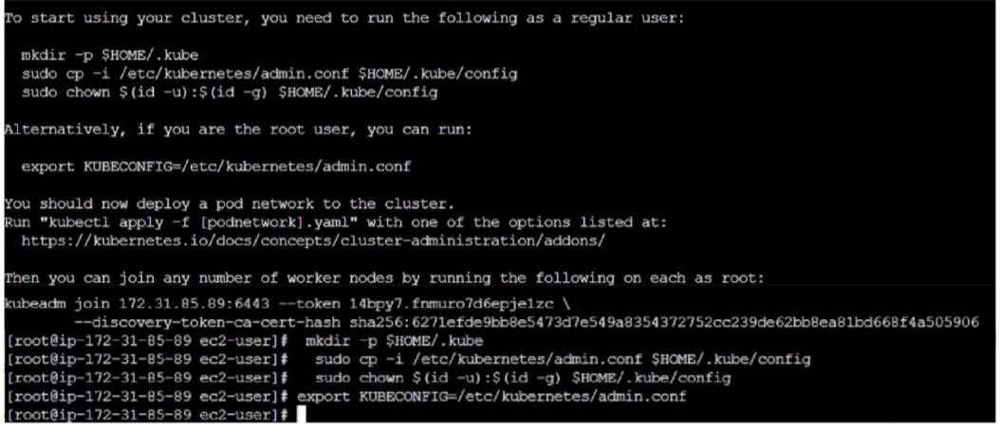 To start using your cluster, you need to run the following as a regular user:
mkdir -p $HOME/.kube
sudo cp -i /etc/kubernetes/admin.conf $HOME/.kube/config
sudo chown $(id -u):$(id -g) $HOME/.kube/config
Alternatively, if you are the root user, you can run:
export KUBECONFIG=/etc/kubernetes/admin.conf
You should now deploy a pod network to the cluster.
Run "kubectl apply -f [podnetwork].yaml" with one of the options listed at:
https://kubernetes.io/docs/concepts/cluster-administration/addons/
Then you can join any number of worker nodes by running the following on each as root:
kubeadm join 172.31.85.89:6443 --token 14bpy7.fnmuro7d6epje1zc \
--discovery-token-ca-cert-hash sha256:6271efde9bb8e5473d7e549a8354372752cc239de62bb8ea81bd668f4a505906
[root@ip-172-31-85-89 ec2-user]# mkdir -p $HOME/.kube
[root@ip-172-31-85-89 ec2-user]# sudo cp -i /etc/kubernetes/admin.conf $HOME/.kube/config
[root@ip-172-31-85-89 ec2-user]# sudo chown $(id -u):$(id -g) $HOME/.kube/config
[root@ip-172-31-85-89 ec2-user]# export KUBECONFIG=/etc/kubernetes/admin.conf
[root@ip-172-31-85-89 ec2-user]#